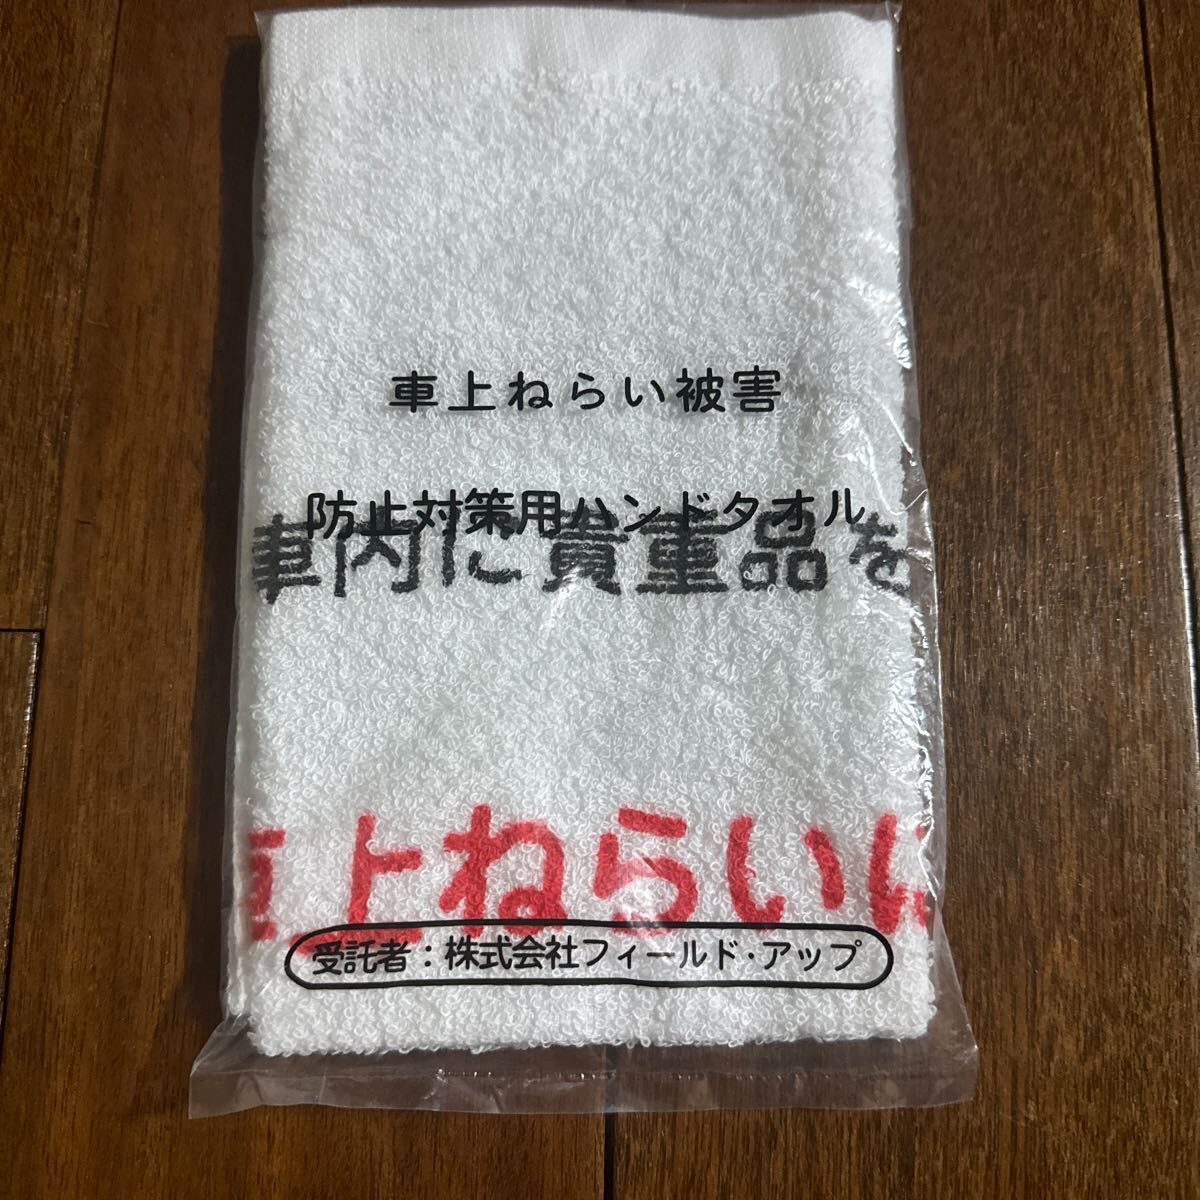 車上ねらい被害
防止対策用ハンドタオル
車内に貴重品を
車上ねらいに
受託者：株式会社フィールド・アップ